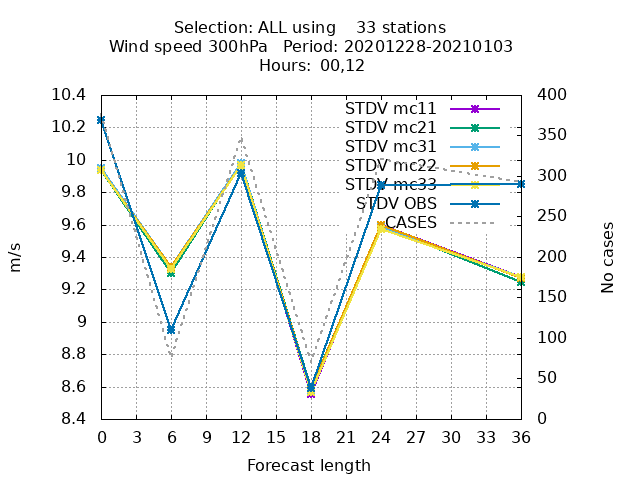 Selection: ALL using    33 stations
Wind speed 300hPa   Period: 20201228-20210103
Hours:  00,12
STDV mc11
STDV mc21
STDV mc31
STDV mc22
STDV mc33
STDV OBS
CASES
10.4
10.2
10
9.8
9.6
9.4
9.2
9
8.8
8.6
8.4
400
350
300
250
200
150
100
50
0
m/s
No cases
0 3 6 9 12 15 18 21 24 27 30 33 36
Forecast length